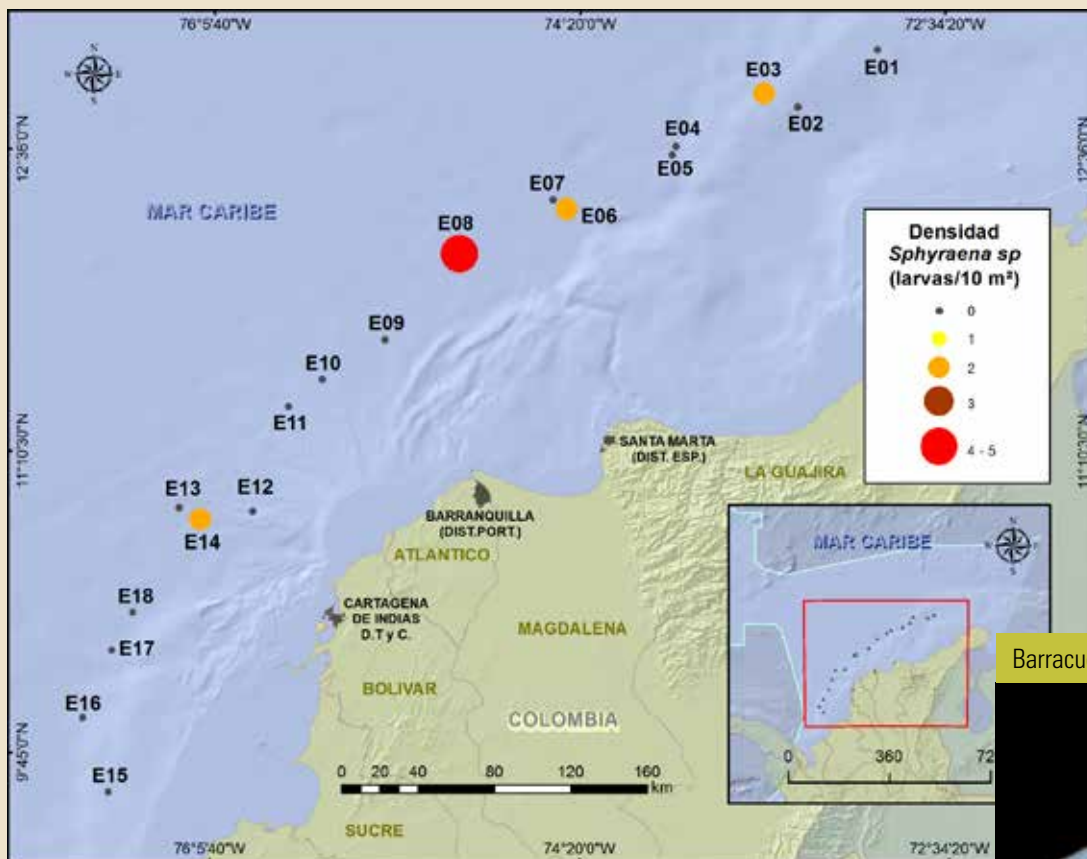 76°5'40"W
74°20'0"W
72°34'20"W
N
E
S
W
E01
E03
E02
E04
E05
12°36'0"N
12°36'0"N
E07
E06
MAR CARIBE
E08
Densidad
Sphyraena sp
(larvas/10 m²)
0
1
2
3
4 - 5
E09
E10
E11
11°10'30"N
11°10'30"N
SANTA MARTA
(DIST. ESP.)
LA GUAJIRA
E13
E12
E14
BARRANQUILLA
(DIST.PORT.)
ATLANTICO
MAR CARIBE
N
E
S
W
E18
CARTAGENA
DE INDIAS
D.T y C.
MAGDALENA
E17
Barracu
BOLIVAR
E16
COLOMBIA
9°45'0"N
0 360 72
E15
0 20 40 80 120 160
km
SUCRE
76°5'40"W
74°20'0"W
72°34'20"W